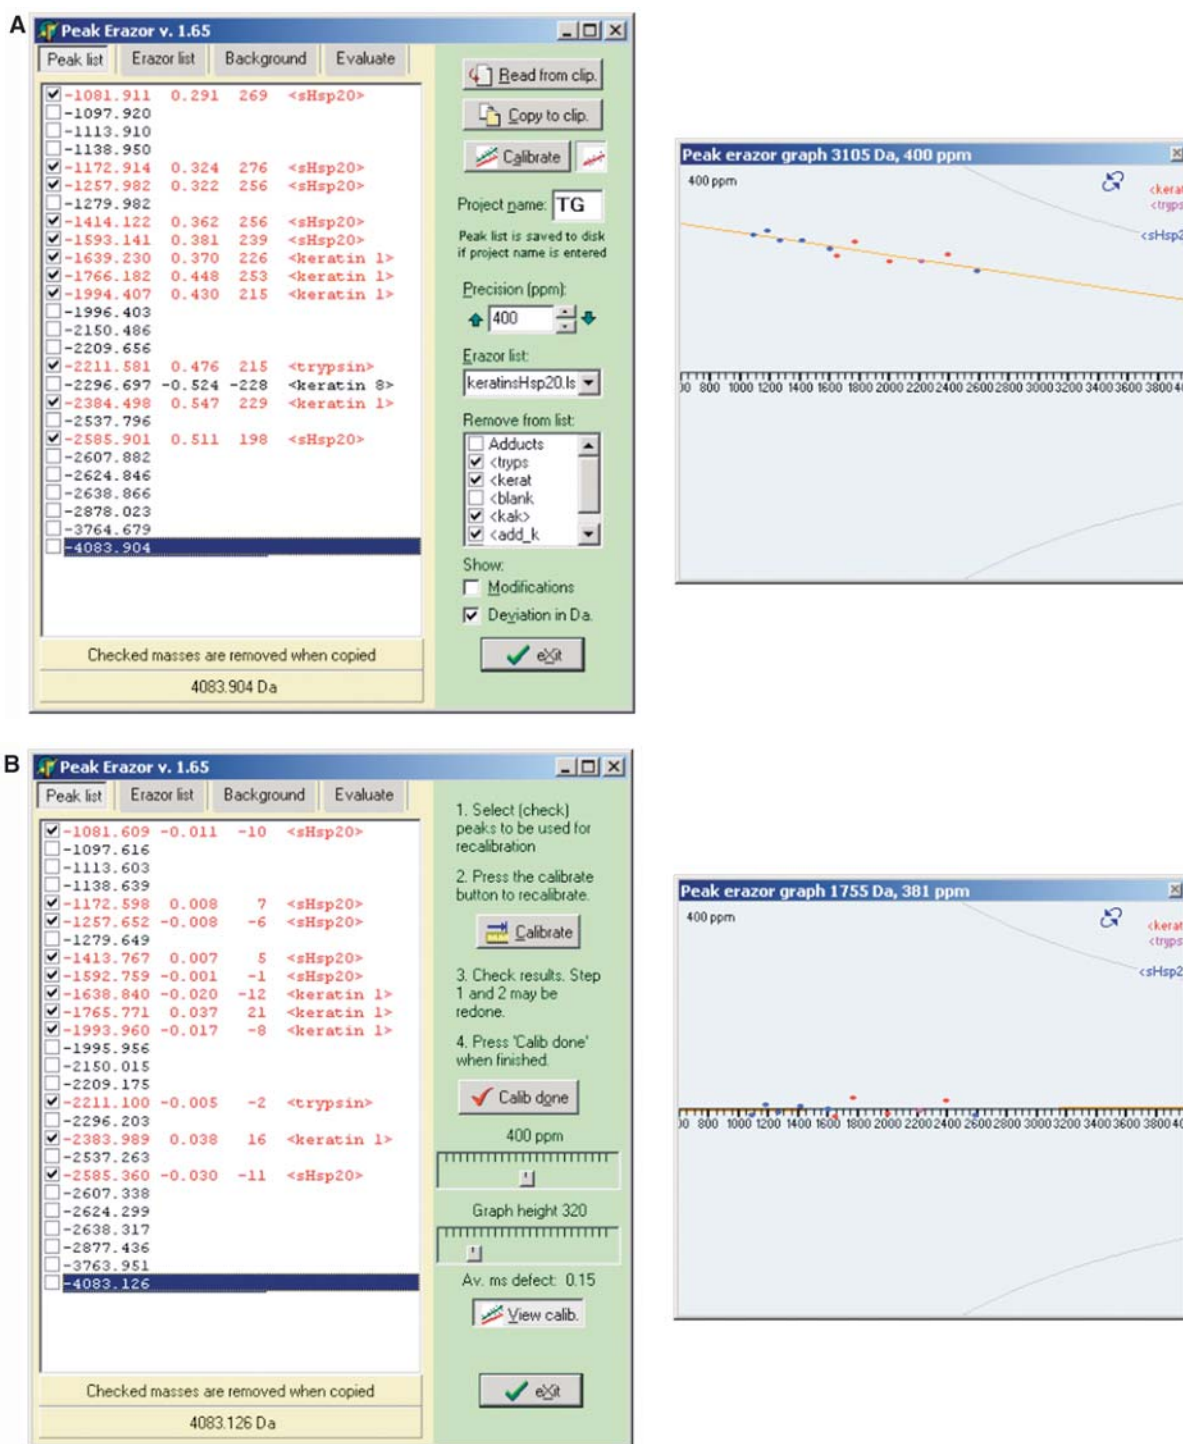 A
Peak Erazor v. 1.65
Peak list Erazor list Background Evaluate
-1081.911 0.291 269 <sHsp20>
-1097.920
-1113.910
-1138.950
-1172.914 0.324 276 <sHsp20>
-1257.982 0.322 256 <sHsp20>
-1279.982
-1414.122 0.362 256 <sHsp20>
-1593.141 0.381 239 <sHsp20>
-1639.230 0.370 226 <keratin 1>
-1766.182 0.448 253 <keratin 1>
-1994.407 0.430 215 <keratin 1>
-1996.403
-2150.486
-2209.656
-2211.581 0.476 215 <trypsin>
-2296.697 -0.524 -228 <keratin 8>
-2384.498 0.547 229 <keratin 1>
-2537.796
-2585.901 0.511 198 <sHsp20>
-2607.882
-2624.846
-2638.866
-2878.023
-3764.679
-4083.904
Checked masses are removed when copied
4083.904 Da
Read from clip.
Copy to clip.
Calibrate
Project name: TG
Peak list is saved to disk
if project name is entered
Precision (ppm):
400
Erazor list:
keratinsHsp20.ls
Remove from list:
Adducts
<tryps
<kerat
<blank
<kak>
<add_k
Show:
Modifications
Deviation in Da.
eXit
Peak erazor graph 3105 Da, 400 ppm
400 ppm
<kerat
<tryps
<sHsp2
800 1000 1200 1400 1600 1800 2000 2200 2400 2600 2800 3000 3200 3400 3600 3800
B
Peak Erazor v. 1.65
Peak list Erazor list Background Evaluate
-1081.609 -0.011 -10 <sHsp20>
-1097.616
-1113.603
-1138.639
-1172.598 0.008 7 <sHsp20>
-1257.652 -0.008 -6 <sHsp20>
-1279.649
-1413.767 0.007 5 <sHsp20>
-1592.759 -0.001 -1 <sHsp20>
-1638.840 -0.020 -12 <keratin 1>
-1765.771 0.037 21 <keratin 1>
-1993.960 -0.017 -8 <keratin 1>
-1995.956
-2150.015
-2209.175
-2211.100 -0.005 -2 <trypsin>
-2296.203
-2383.989 0.038 16 <keratin 1>
-2537.263
-2585.360 -0.030 -11 <sHsp20>
-2607.338
-2624.299
-2638.317
-2877.436
-3763.951
-4083.126
Checked masses are removed when copied
4083.126 Da
1. Select (check)
peaks to be used for
recalibration
2. Press the calibrate
button to recalibrate.
Calibrate
3. Check results. Step
1 and 2 may be
redone.
4. Press 'Calib done'
when finished.
Calib done
400 ppm
Graph height 320
Av. ms defect: 0.15
View calib.
eXit
Peak erazor graph 1755 Da, 381 ppm
400 ppm
<kerat
<tryps
<sHsp2
800 1000 1200 1400 1600 1800 2000 2200 2400 2600 2800 3000 3200 3400 3600 3800